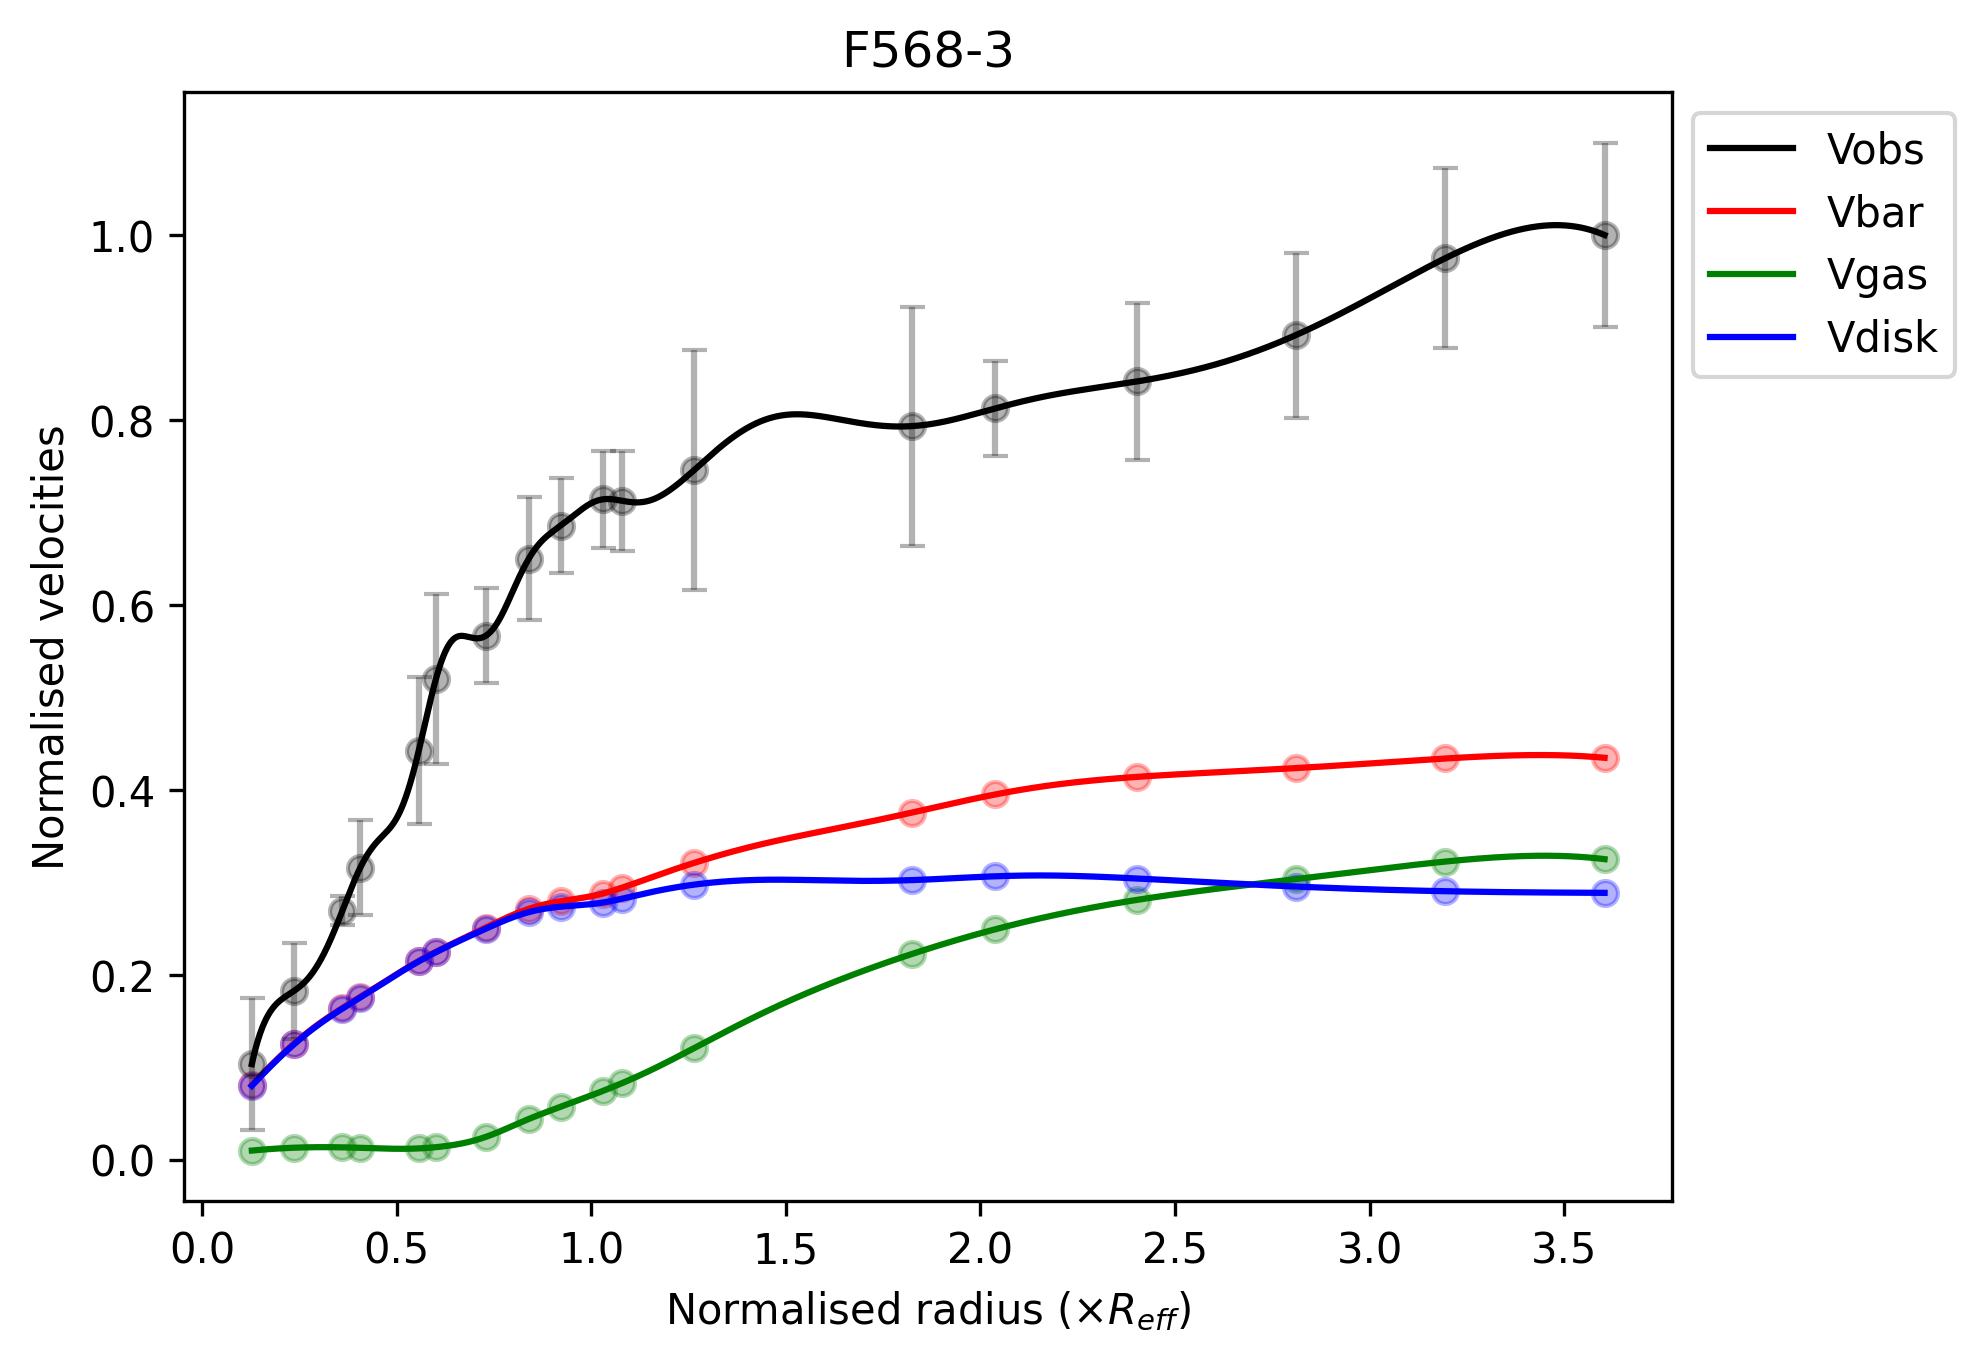 F568-3
Vobs
Vbar
Vgas
Vdisk
Normalised velocities
1.0
0.8
0.6
0.4
0.2
0.0
0.0 0.5 1.0 1.5 2.0 2.5 3.0 3.5
Normalised radius (×R_eff)